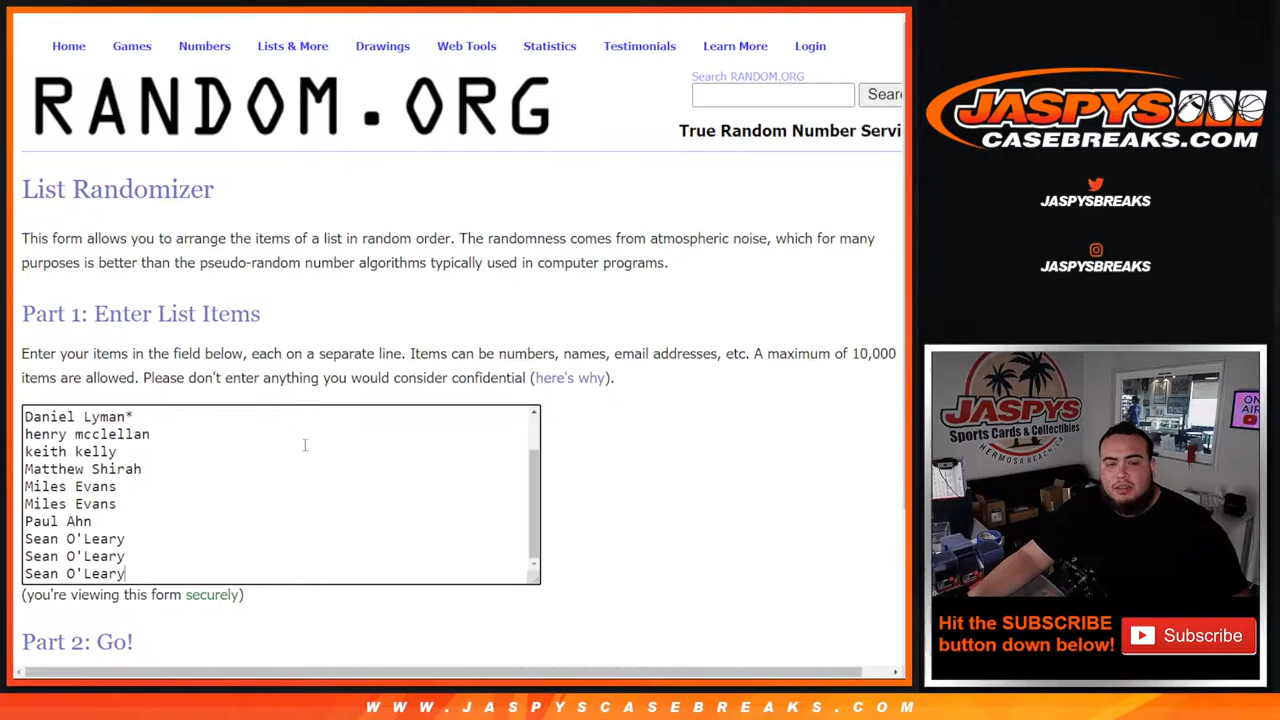 Home Games Numbers Lists & More Drawings Web Tools Statistics Testimonials Learn More Login
Search RANDOM.ORG
RANDOM.ORG
Sear
True Random Number Servi
List Randomizer
This form allows you to arrange the items of a list in random order. The randomness comes from atmospheric noise, which for many
purposes is better than the pseudo-random number algorithms typically used in computer programs.
Part 1: Enter List Items
Enter your items in the field below, each on a separate line. Items can be numbers, names, email addresses, etc. A maximum of 10,000
items are allowed. Please don't enter anything you would consider confidential (here's why).
Daniel Lyman*
henry mcclellan
keith kelly
Matthew Shirah
Miles Evans
Miles Evans
Paul Ahn
Sean O'Leary
Sean O'Leary
Sean O'Leary
(you're viewing this form securely)
Part 2: Go!
JASPYS
CASEBREAKS.COM
JASPYSBREAKS
JASPYSBREAKS
JASPYS
Sports Cards & Collectibles
HERMOSA BEACH, CA
ON
AIR
Hit the SUBSCRIBE
button down below!
Subscribe
WWW.JASPYSCASEBREAKS.COM